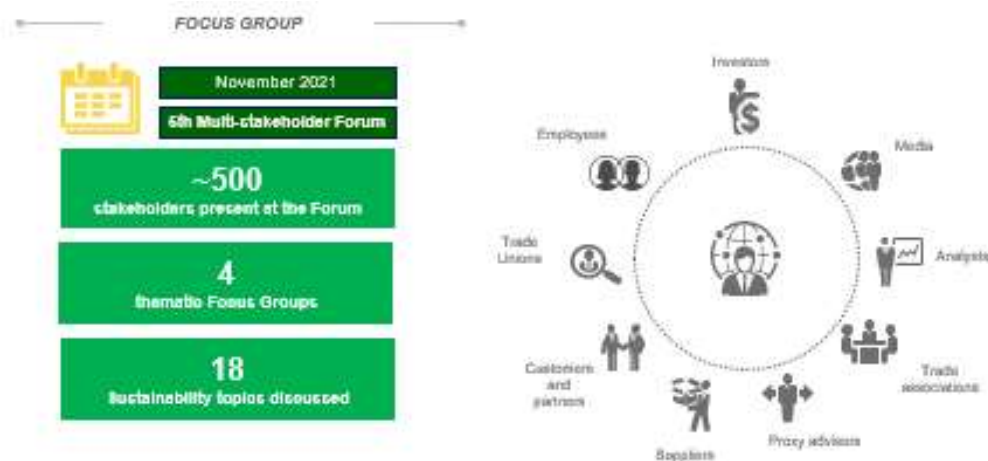 FOCUS GROUP
November 2021
6th Multi-stakeholder Forum
~500
stakeholders present at the Forum
4
thematic Focus Groups
18
Sustainability topics discussed
Investors
Employees
Media
Trade
Unions
Analysts
Customers
and
partners
Trade
associations
Suppliers
Proxy advisors